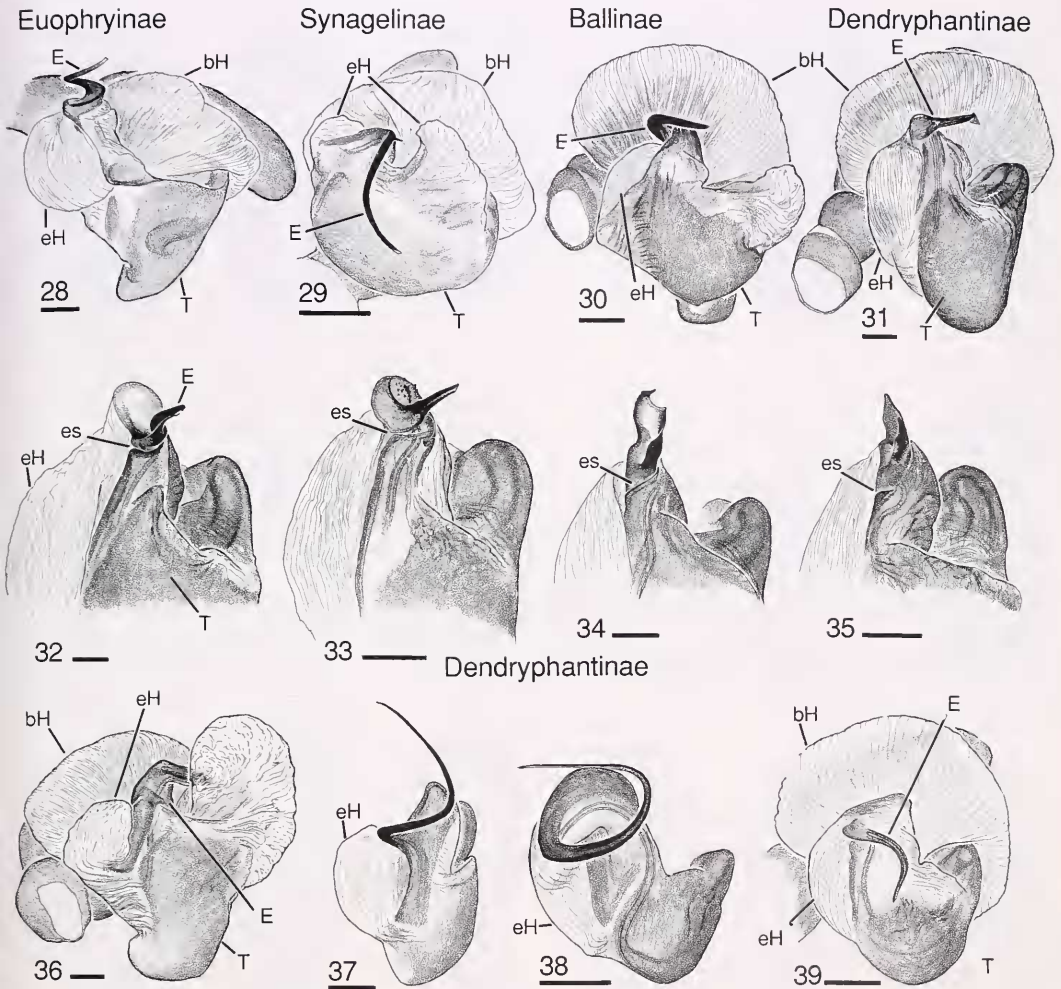 Euophryinae Synagelinae Ballinae Dendryphantinae
E bH eH T 28
eH bH E T 29
E bH eH T 30
E eH T 31
E es eH T 32
es 33
es 34
es 35
Dendryphantinae
bH eH E T 36
eH 37
eH 38
bH E eH T 39